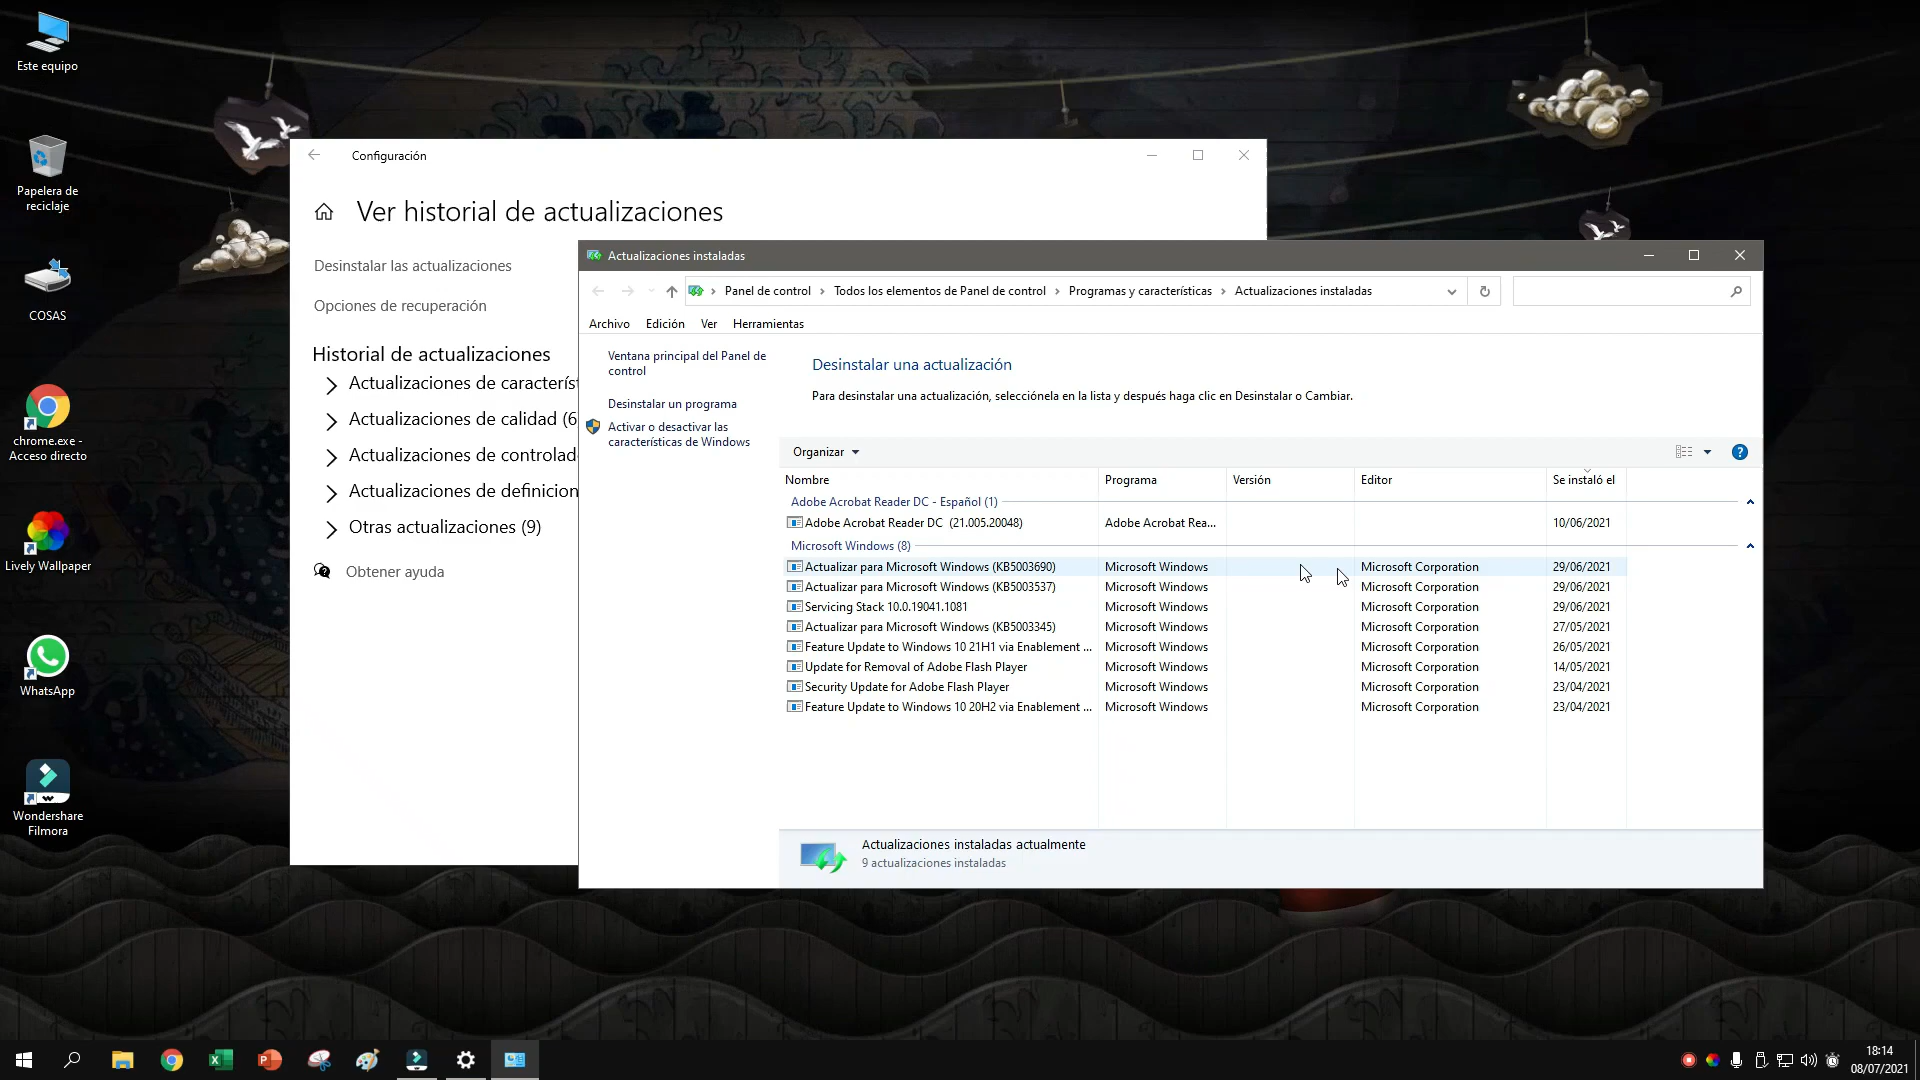 Este equipo
Papelera de
reciclaje
COSAS
chrome.exe -
Acceso directo
Lively Wallpaper
WhatsApp
Wondershare
Filmora
Configuración
Ver historial de actualizaciones
Desinstalar las actualizaciones
Opciones de recuperación
Historial de actualizaciones
Actualizaciones de caracterís
Actualizaciones de calidad (6
Actualizaciones de controlad
Actualizaciones de definicion
Otras actualizaciones (9)
Obtener ayuda
Actualizaciones instaladas
Panel de control > Todos los elementos de Panel de control > Programas y características > Actualizaciones instaladas
Archivo Edición Ver Herramientas
Ventana principal del Panel de
control
Desinstalar un programa
Activar o desactivar las
características de Windows
Desinstalar una actualización
Para desinstalar una actualización, selecciónela en la lista y después haga clic en Desinstalar o Cambiar.
Organizar
Nombre Programa Versión Editor Se instaló el
Adobe Acrobat Reader DC - Español (1)
Adobe Acrobat Reader DC (21.005.20048) Adobe Acrobat Rea... 10/06/2021
Microsoft Windows (8)
Actualizar para Microsoft Windows (KB5003690) Microsoft Windows Microsoft Corporation 29/06/2021
Actualizar para Microsoft Windows (KB5003537) Microsoft Windows Microsoft Corporation 29/06/2021
Servicing Stack 10.0.19041.1081 Microsoft Windows Microsoft Corporation 29/06/2021
Actualizar para Microsoft Windows (KB5003345) Microsoft Windows Microsoft Corporation 27/05/2021
Feature Update to Windows 10 21H1 via Enablement ... Microsoft Windows Microsoft Corporation 26/05/2021
Update for Removal of Adobe Flash Player Microsoft Windows Microsoft Corporation 14/05/2021
Security Update for Adobe Flash Player Microsoft Windows Microsoft Corporation 23/04/2021
Feature Update to Windows 10 20H2 via Enablement ... Microsoft Windows Microsoft Corporation 23/04/2021
Actualizaciones instaladas actualmente
9 actualizaciones instaladas
18:14
08/07/2021